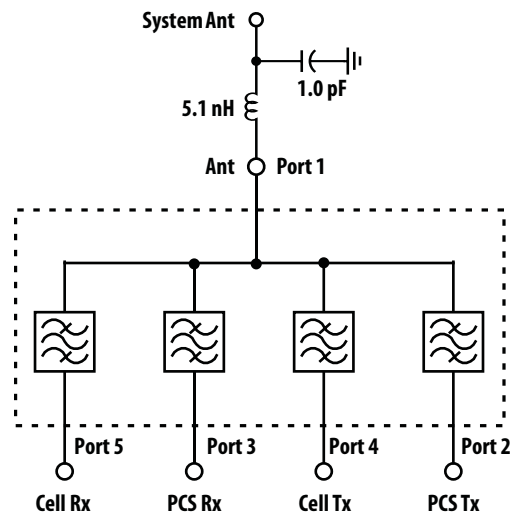 System Ant
1.0 pF
5.1 nH
Ant Port 1
Port 5 Port 3 Port 4 Port 2
Cell Rx PCS Rx Cell Tx PCS Tx